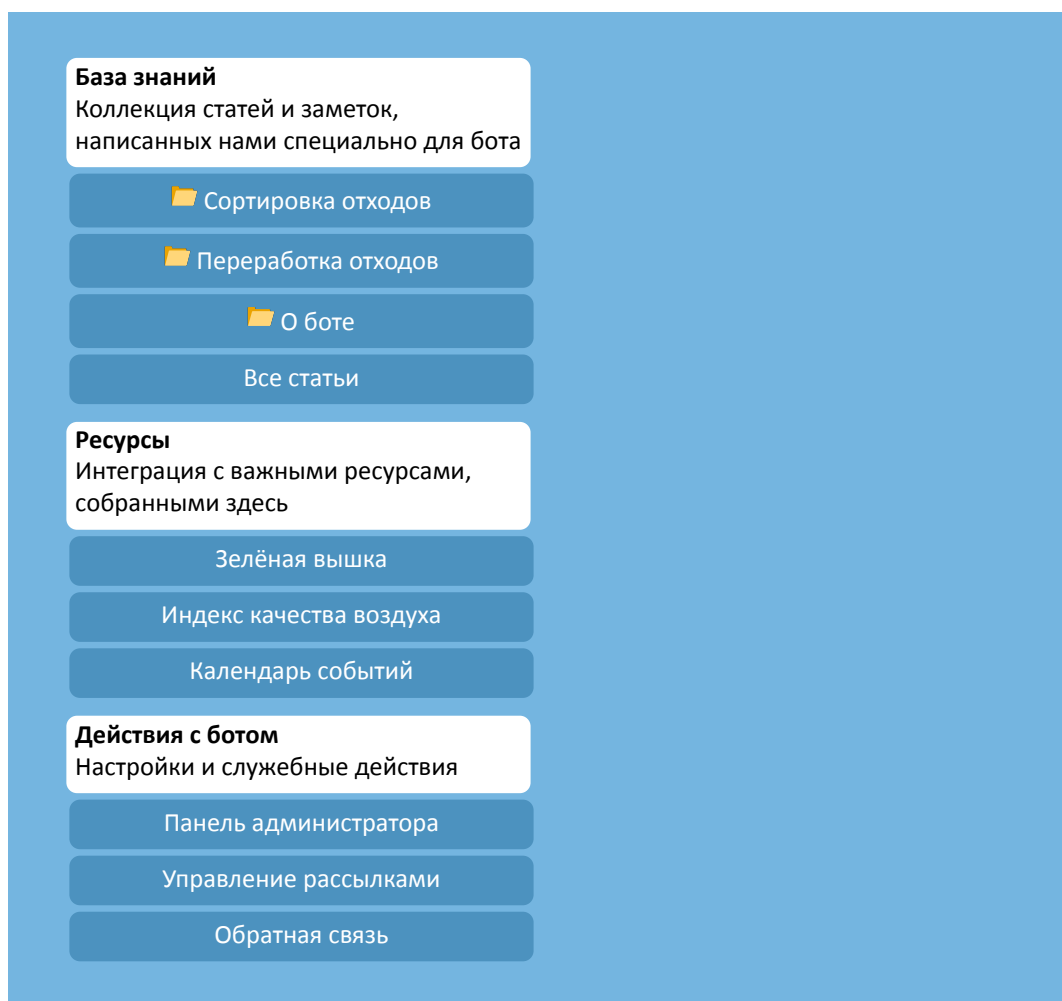 База знаний
Коллекция статей и заметок,
написанных нами специально для бота
Сортировка отходов
Переработка отходов
О боте
Все статьи
Ресурсы
Интеграция с важными ресурсами,
собранными здесь
Зелёная вышка
Индекс качества воздуха
Календарь событий
Действия с ботом
Настройки и служебные действия
Панель администратора
Управление рассылками
Обратная связь